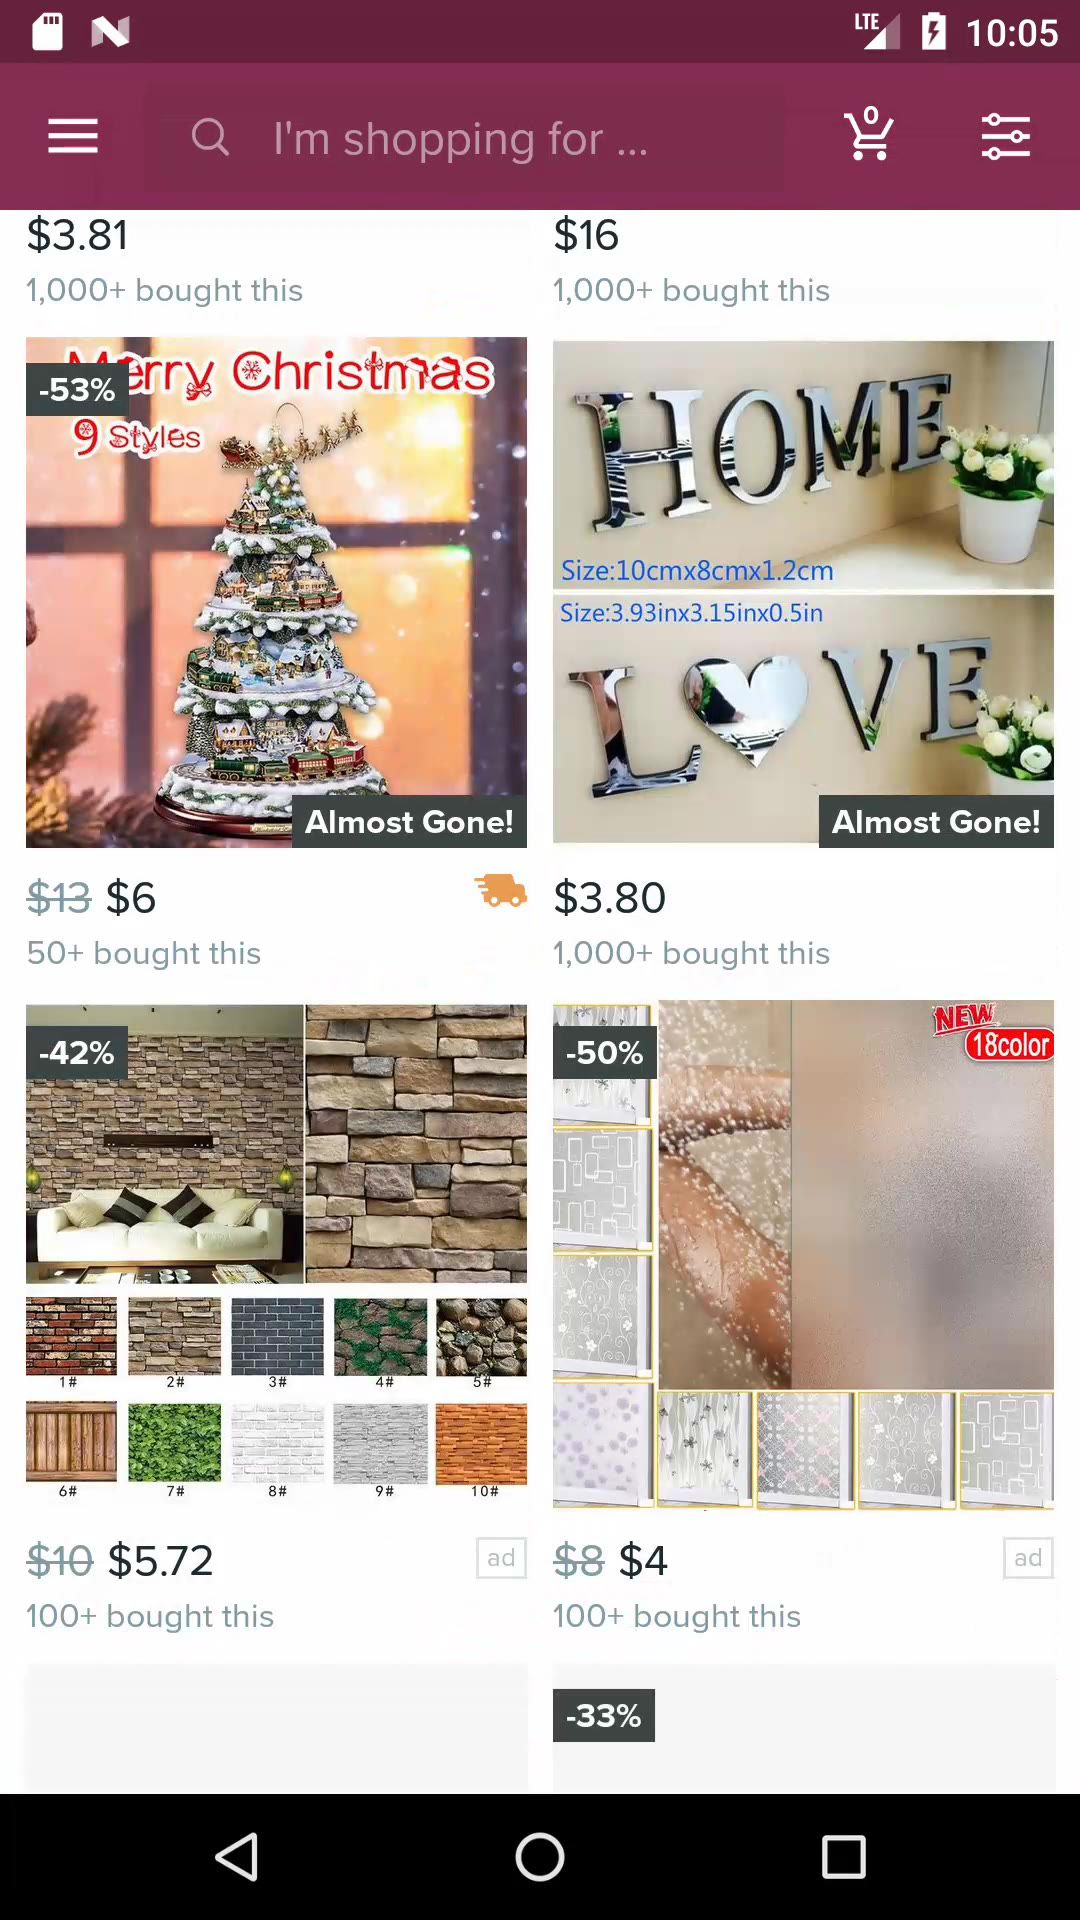 LTE 10:05
0
I'm shopping for ...
$3.81
$16
1,000+ bought this
1,000+ bought this
Merry Christmas
-53%
9 Styles
Almost Gone!
HOME
Size:10cmx8cmx1.2cm
Size:3.93inx3.15inx0.5in
L VE
Almost Gone!
$13 $6
50+ bought this
$3.80
1,000+ bought this
-42%
1# 2# 3# 4# 5#
6# 7# 8# 9# 10#
-50%
NEW
18color
$10 $5.72
ad
100+ bought this
$8 $4
ad
100+ bought this
-33%